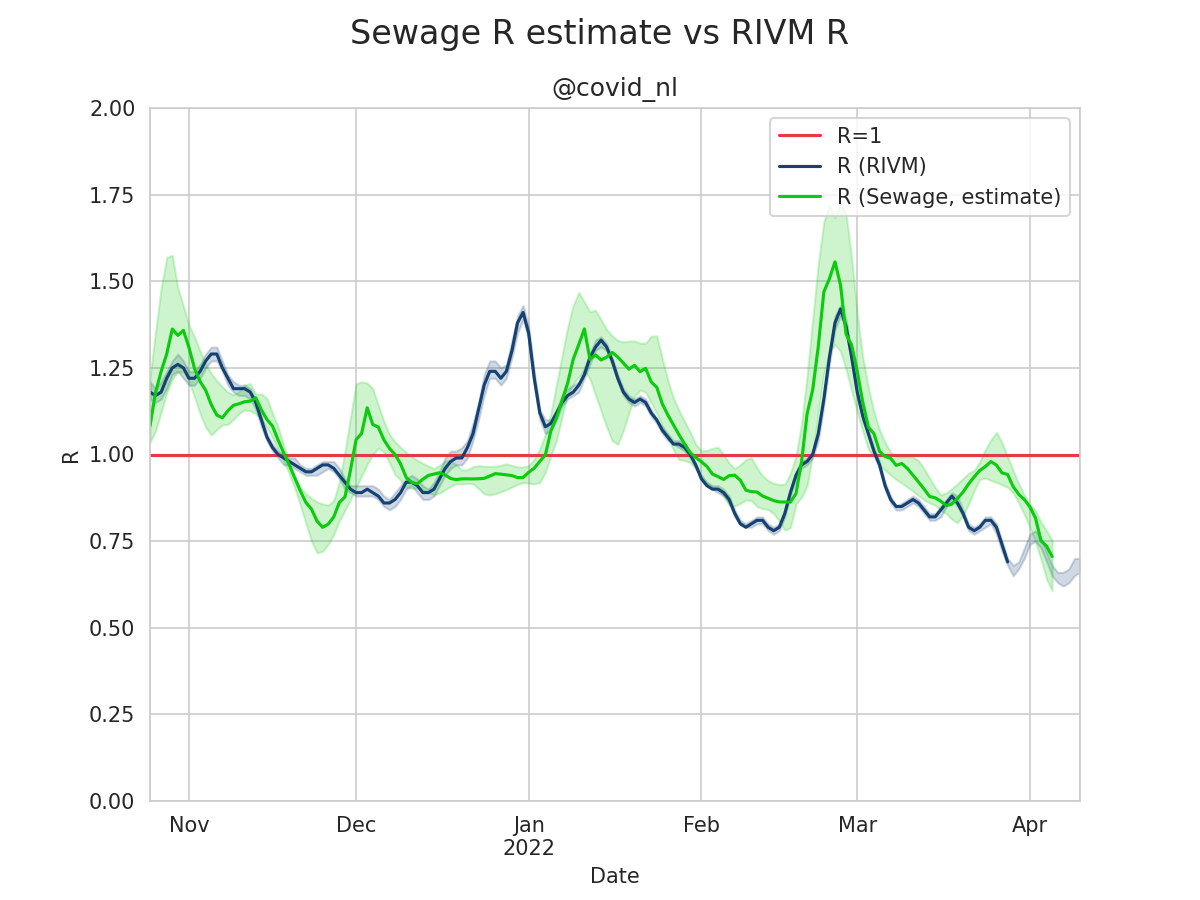 Sewage R estimate vs RIVM R
@covid_nl
R=1
R (RIVM)
R (Sewage, estimate)
2.00
1.75
1.50
1.25
1.00
0.75
0.50
0.25
0.00
R
Nov
Dec
Jan
2022
Feb
Mar
Apr
Date